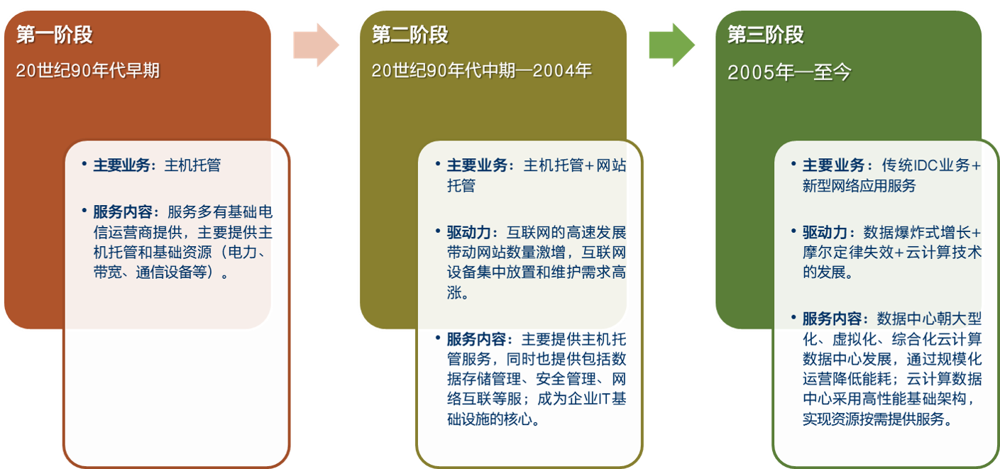 第一阶段
20世纪90年代早期
• 主要业务：主机托管
• 服务内容：服务多有基础电
信运营商提供，主要提供主
机托管和基础资源（电力、
带宽、通信设备等）。
第二阶段
20世纪90年代中期—2004年
• 主要业务：主机托管+网站
托管
• 驱动力：互联网的高速发展
带动网站数量激增，互联网
设备集中放置和维护需求高
涨。
• 服务内容：主要提供主机托
管服务，同时也提供包括数
据存储管理、安全管理、网
络互联等服；成为企业IT基
础设施的核心。
第三阶段
2005年—至今
• 主要业务：传统IDC业务+
新型网络应用服务
• 驱动力：数据爆炸式增长+
摩尔定律失效+云计算技术
的发展。
• 服务内容：数据中心朝大型
化、虚拟化、综合化云计算
数据中心发展，通过规模化
运营降低能耗；云计算数据
中心采用高性能基础架构，
实现资源按需提供服务。